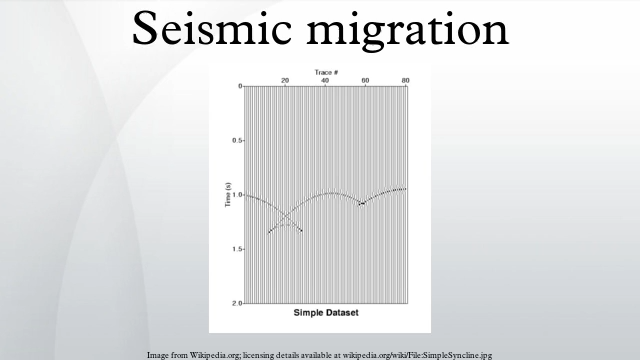 Seismic migration
Trace #
20 40 60 80
0
0.5
Time (s)
1.0
1.5
2.0
Simple Dataset
Image from Wikipedia.org; licensing details available at wikipedia.org/wiki/File:SimpleSyncline.jpg